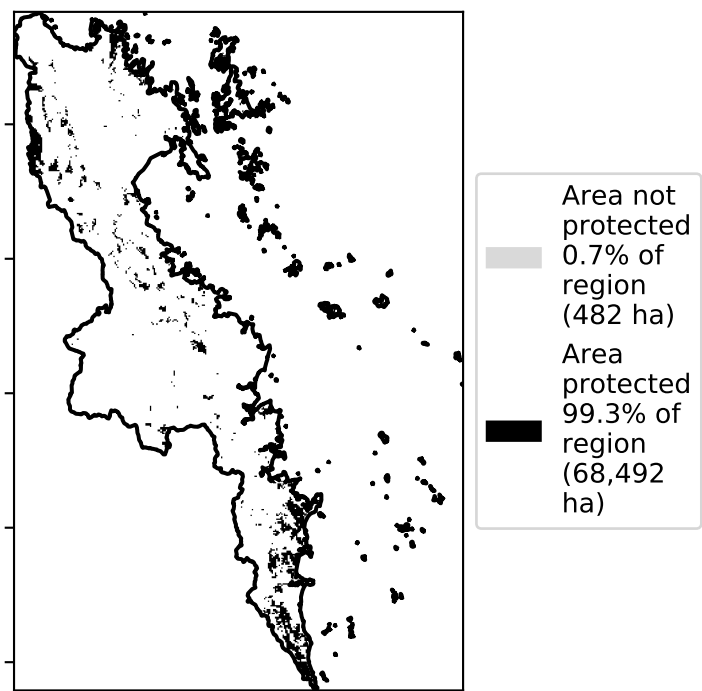 Area not
protected
0.7% of
region
(482 ha)
Area
protected
99.3% of
region
(68,492
ha)